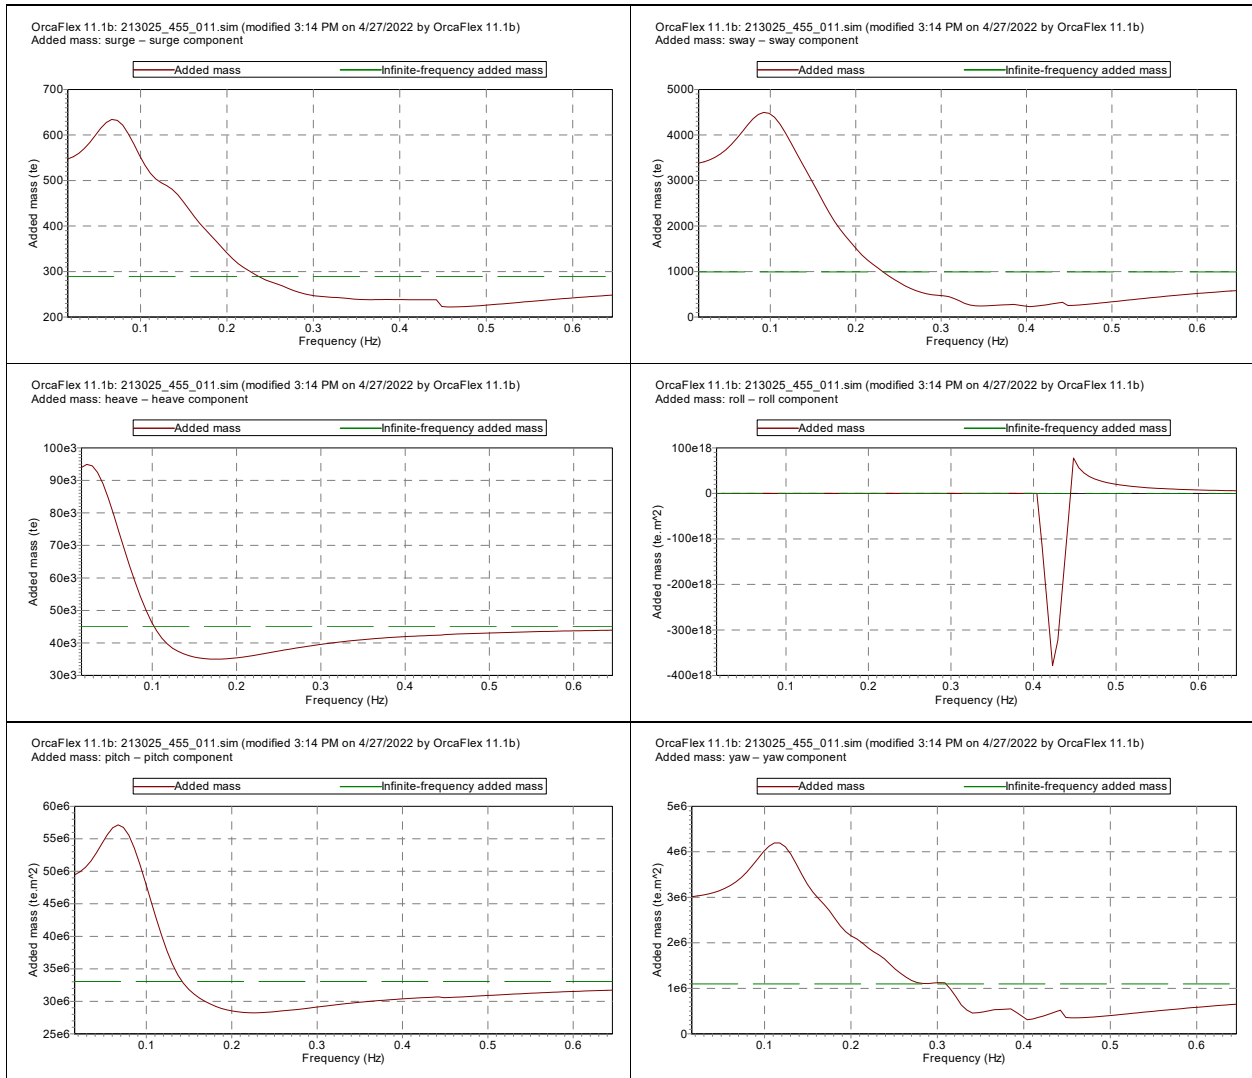 OrcaFlex 11.1b: 213025_455_011.sim (modified 3:14 PM on 4/27/2022 by OrcaFlex 11.1b)
Added mass: surge – surge component
Added mass
Infinite-frequency added mass
700
600
500
400
300
200
Added mass (te)
0.1
0.2
0.3
0.4
0.5
0.6
Frequency (Hz)
OrcaFlex 11.1b: 213025_455_011.sim (modified 3:14 PM on 4/27/2022 by OrcaFlex 11.1b)
Added mass: sway – sway component
Added mass
Infinite-frequency added mass
5000
4000
3000
2000
1000
0
Added mass (te)
0.1
0.2
0.3
0.4
0.5
0.6
Frequency (Hz)
OrcaFlex 11.1b: 213025_455_011.sim (modified 3:14 PM on 4/27/2022 by OrcaFlex 11.1b)
Added mass: heave – heave component
Added mass
Infinite-frequency added mass
100e3
90e3
80e3
70e3
60e3
50e3
40e3
30e3
Added mass (te)
0.1
0.2
0.3
0.4
0.5
0.6
Frequency (Hz)
OrcaFlex 11.1b: 213025_455_011.sim (modified 3:14 PM on 4/27/2022 by OrcaFlex 11.1b)
Added mass: roll – roll component
Added mass
Infinite-frequency added mass
100e18
0
-100e18
-200e18
-300e18
-400e18
Added mass (te.m^2)
0.1
0.2
0.3
0.4
0.5
0.6
Frequency (Hz)
OrcaFlex 11.1b: 213025_455_011.sim (modified 3:14 PM on 4/27/2022 by OrcaFlex 11.1b)
Added mass: pitch – pitch component
Added mass
Infinite-frequency added mass
60e6
55e6
50e6
45e6
40e6
35e6
30e6
25e6
Added mass (te.m^2)
0.1
0.2
0.3
0.4
0.5
0.6
Frequency (Hz)
OrcaFlex 11.1b: 213025_455_011.sim (modified 3:14 PM on 4/27/2022 by OrcaFlex 11.1b)
Added mass: yaw – yaw component
Added mass
Infinite-frequency added mass
5e6
4e6
3e6
2e6
1e6
0
Added mass (te.m^2)
0.1
0.2
0.3
0.4
0.5
0.6
Frequency (Hz)